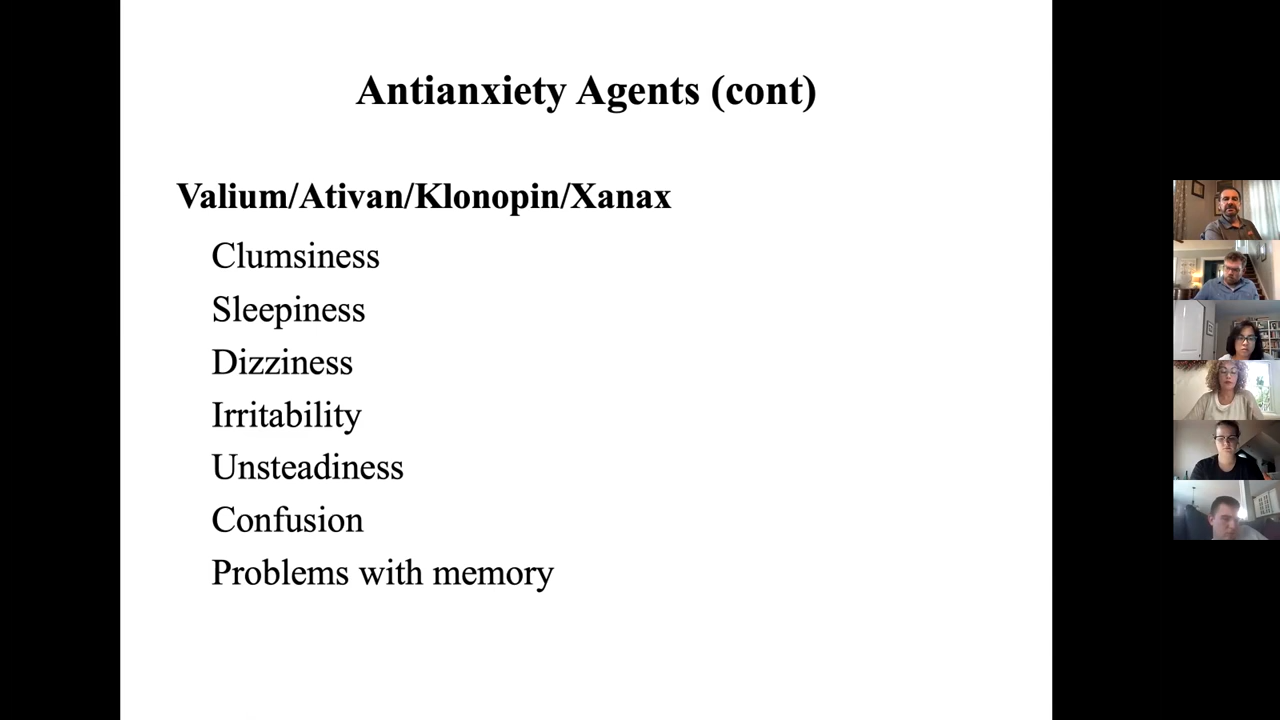 Antianxiety Agents (cont)
Valium/Ativan/Klonopin/Xanax
Clumsiness
Sleepiness
Dizziness
Irritability
Unsteadiness
Confusion
Problems with memory